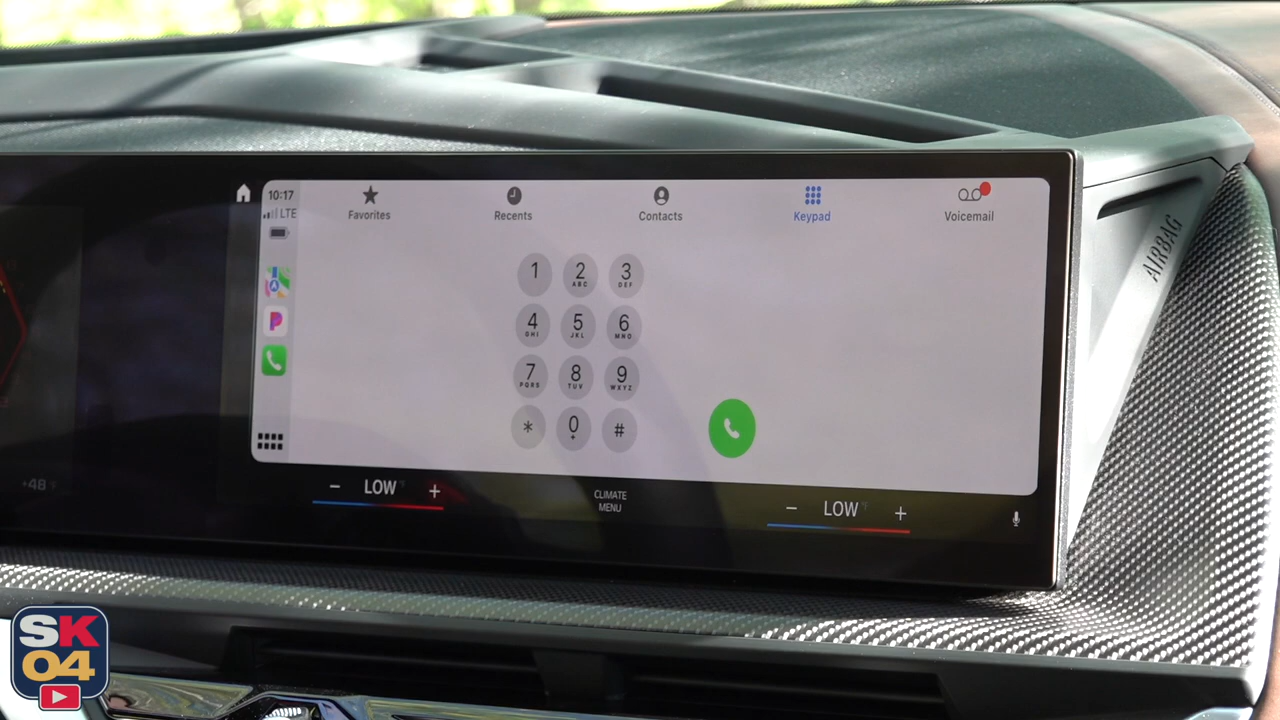 10:17
LTE
Favorites
Recents
Contacts
Keypad
Voicemail
1
2
ABC
3
DEF
4
GHI
5
JKL
6
MNO
7
PQRS
8
TUV
9
WXYZ
*
0
+
#
- LOW °F +
CLIMATE
MENU
- LOW °F +
+48 °F
AIRBAG
SK
04